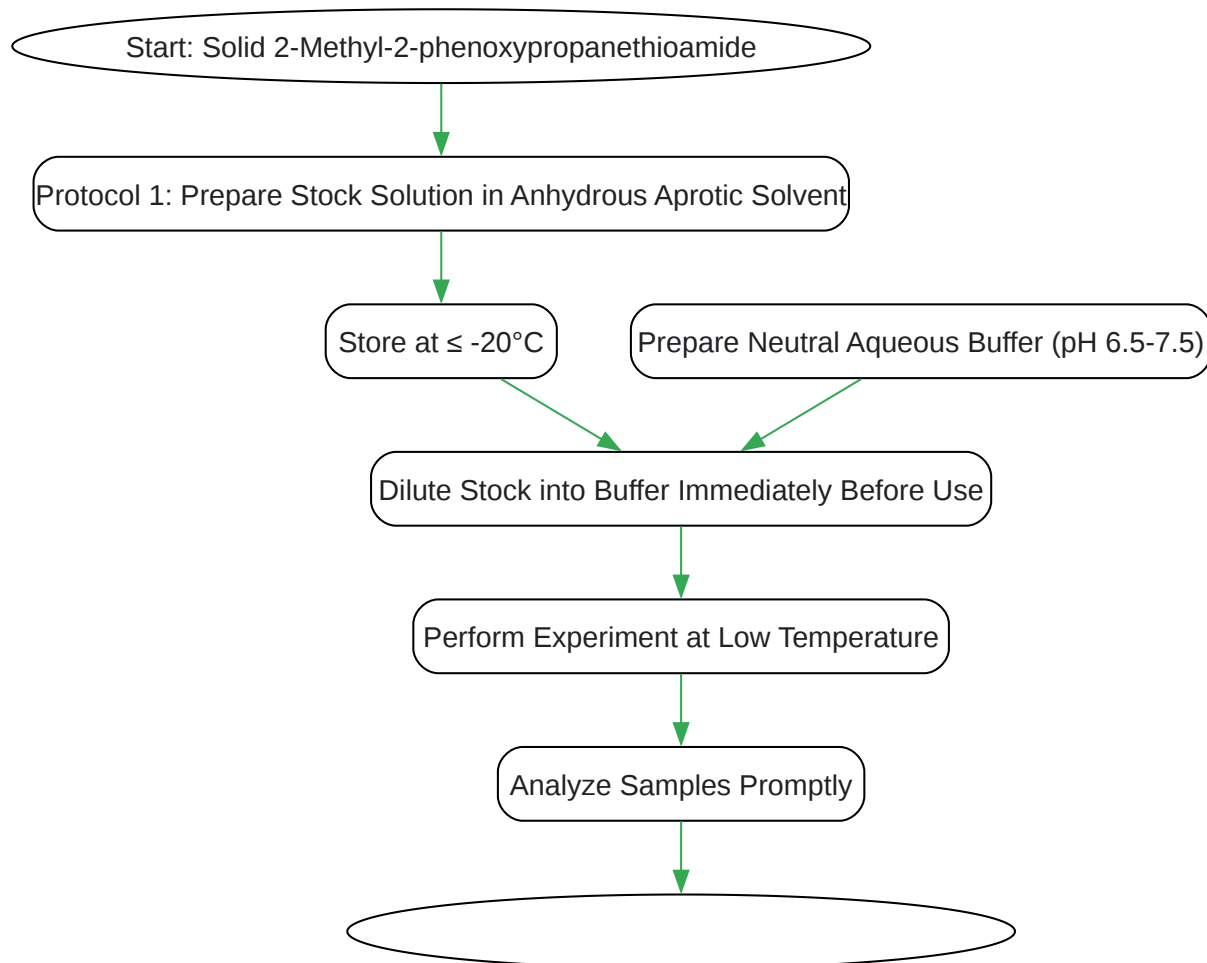 Start: Solid 2-Methyl-2-phenoxypropanethioamide
Protocol 1: Prepare Stock Solution in Anhydrous Aprotic Solvent
Store at ≤ -20°C
Prepare Neutral Aqueous Buffer (pH 6.5-7.5)
Dilute Stock into Buffer Immediately Before Use
Perform Experiment at Low Temperature
Analyze Samples Promptly